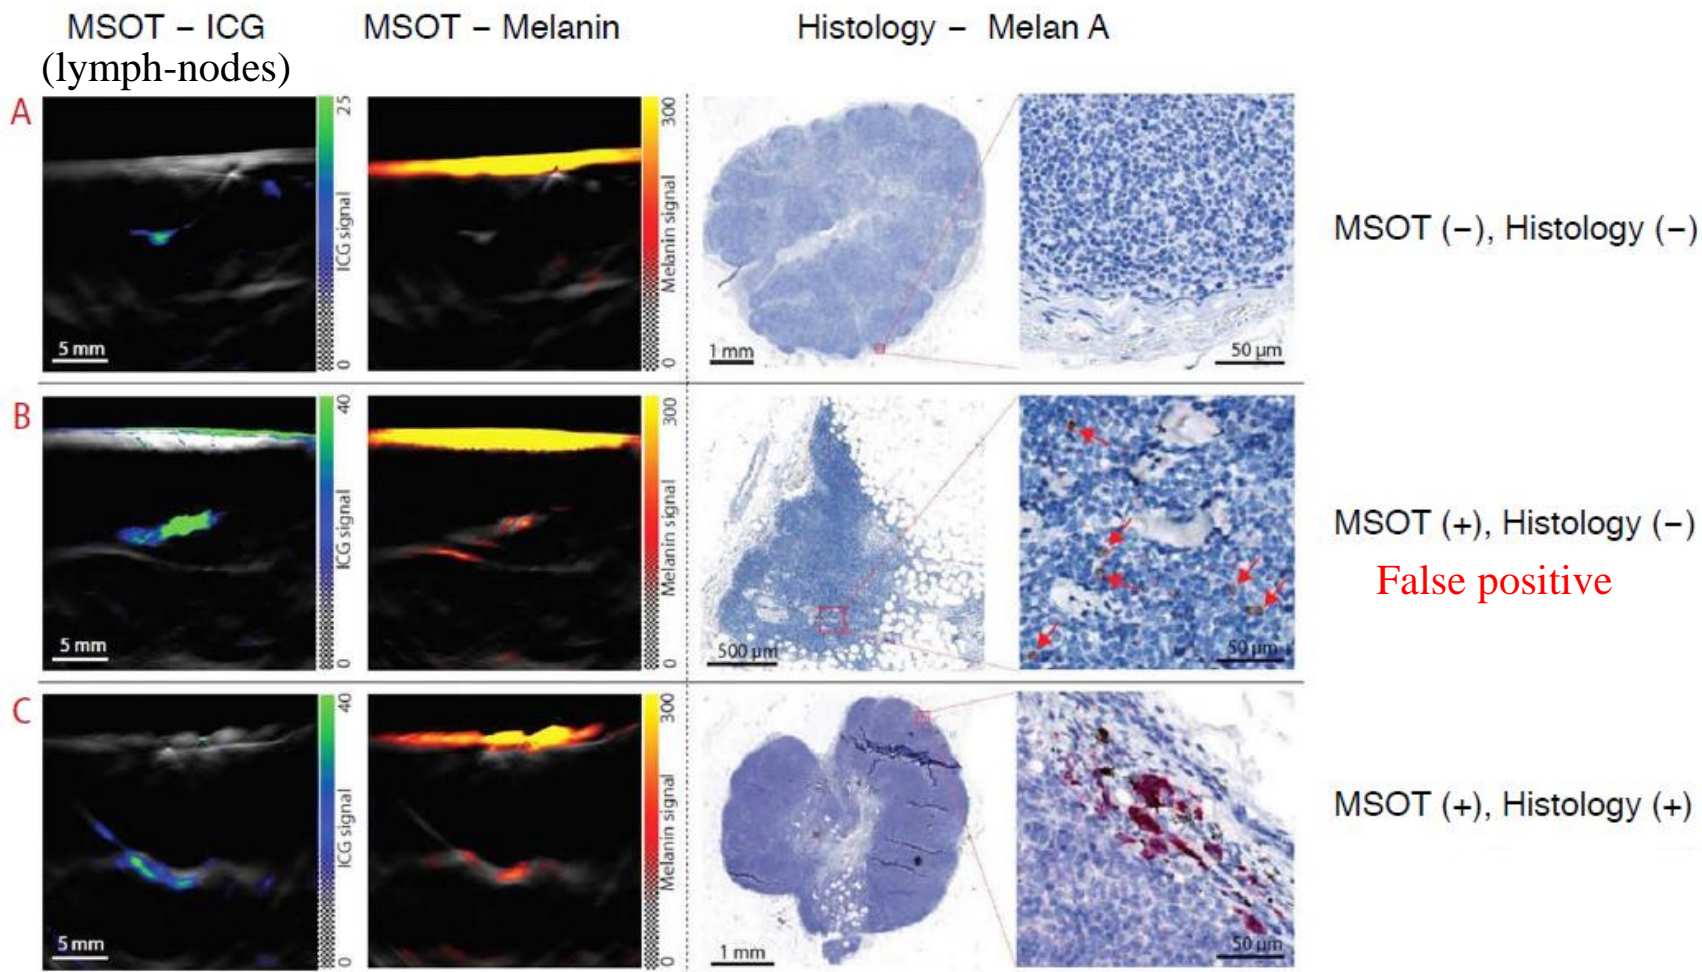 MSOT – ICG
(lymph-nodes)
MSOT – Melanin
Histology – Melan A
A
25
ICG signal
0
5 mm
300
Melanin signal
0
1 mm
50 µm
MSOT (–), Histology (–)
B
40
ICG signal
0
5 mm
300
Melanin signal
0
500 µm
50 µm
MSOT (+), Histology (–)
False positive
C
40
ICG signal
0
5 mm
300
Melanin signal
0
1 mm
50 µm
MSOT (+), Histology (+)